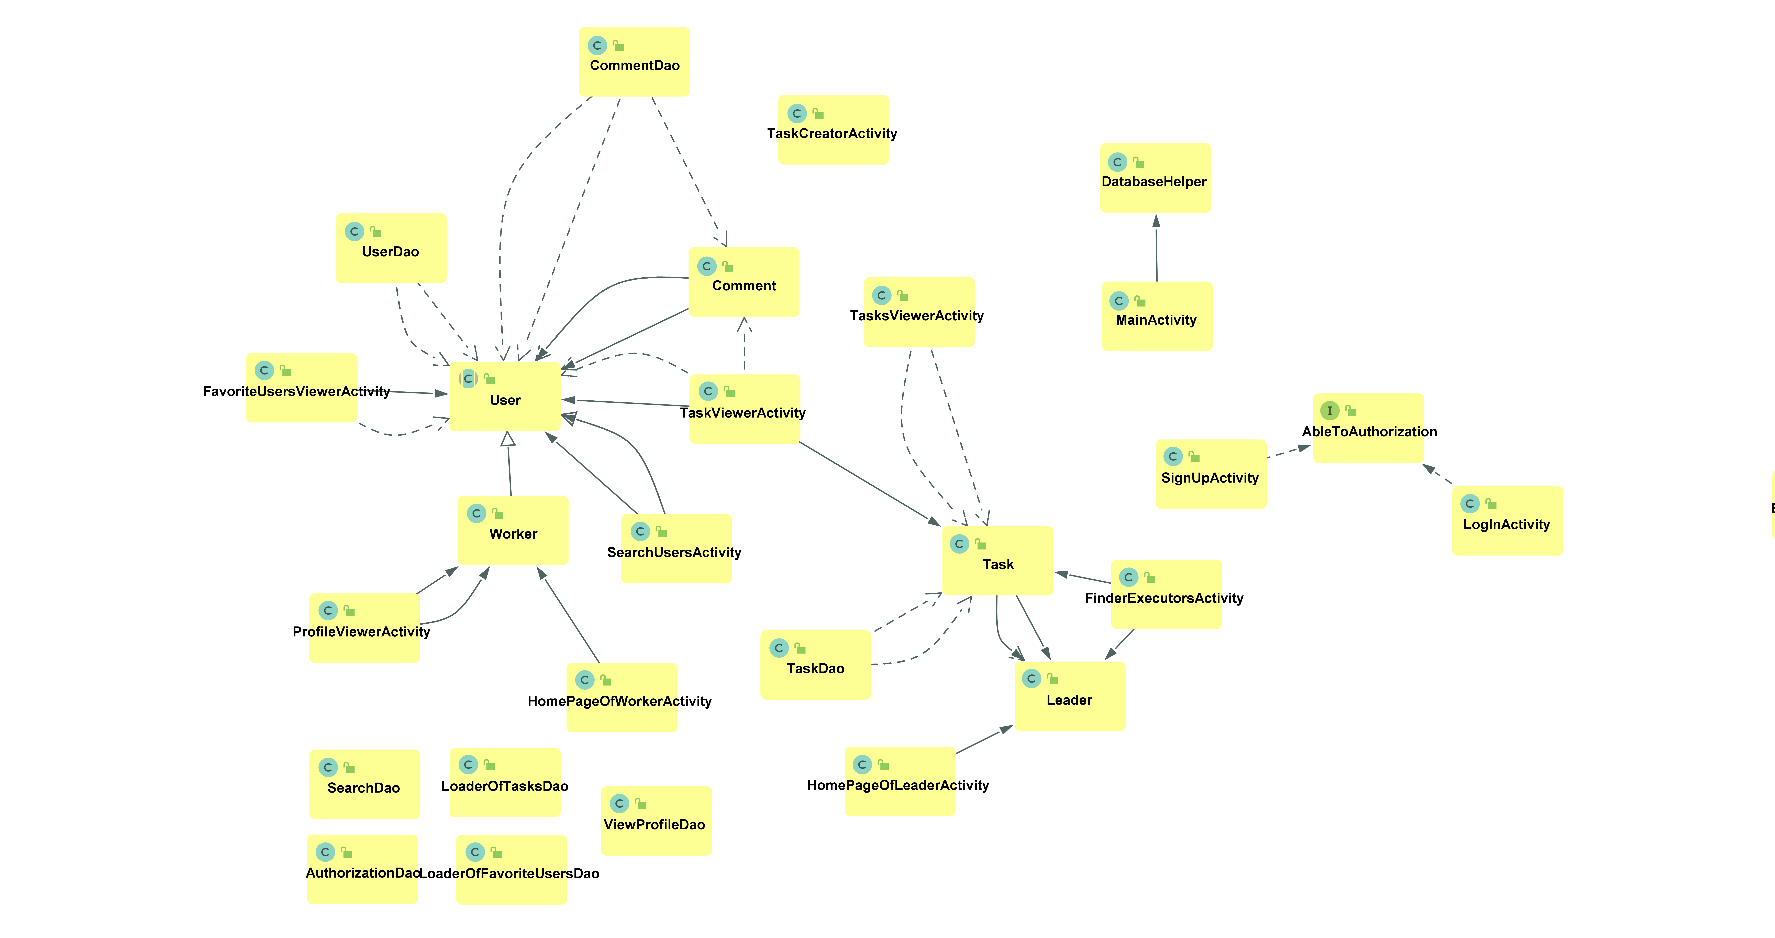 CommentDao
TaskCreatorActivity
DatabaseHelper
UserDao
Comment
TasksViewerActivity
MainActivity
FavoriteUsersViewerActivity
User
TaskViewerActivity
AbleToAuthorization
SignUpActivity
LogInActivity
Worker
SearchUsersActivity
Task
FinderExecutorsActivity
ProfileViewerActivity
TaskDao
HomePageOfWorkerActivity
Leader
SearchDao
LoaderOfTasksDao
HomePageOfLeaderActivity
ViewProfileDao
AuthorizationDao
LoaderOfFavoriteUsersDao